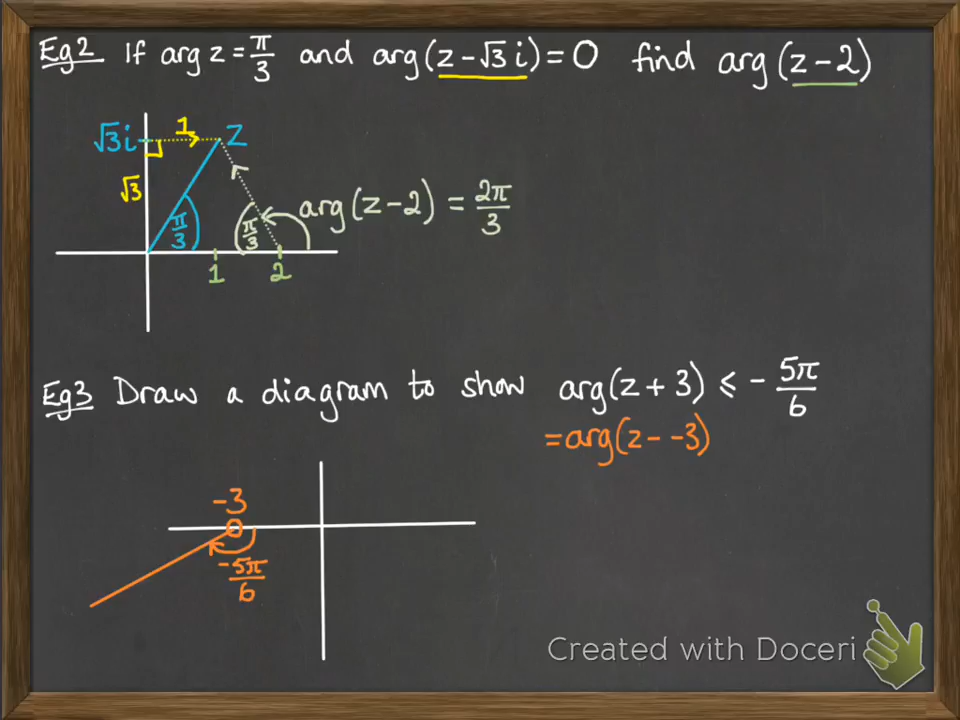 Eg2 If arg z = π/3 and arg(z - √3 i) = 0 find arg(z - 2)
√3 i 1 z
√3
π/3 π/3 arg(z - 2) = 2π/3
1 2
Eg3 Draw a diagram to show arg(z + 3) ⩽ - 5π/6
= arg(z - -3)
-3
-5π/6
Created with Doceri